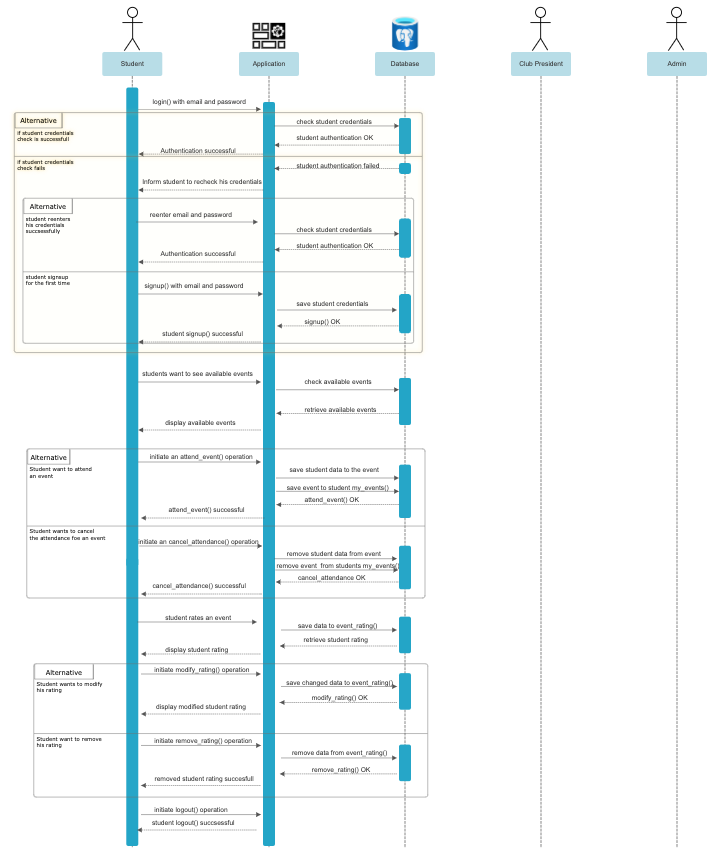 Student
Application
Database
Club President
Admin
login() with email and password
Alternative
if student credentials
check is successfull
check student credentials
student authentication OK
Authentication successful
if student credentials
check fails
student authentication failed
Inform student to recheck his credentials
Alternative
student reenters
his credentials
succsessfully
reenter email and password
check student credentials
student authentication OK
Authentication successful
student signup
for the first time
signup() with email and password
save student credentials
signup() OK
student signup() successful
students want to see available events
check available events
retrieve available events
display available events
Alternative
Student want to attend
an event
initiate an attend_event() operation
save student data to the event
save event to student my_events()
attend_event() OK
attend_event() successful
Student wants to cancel
the attendance foe an event
initiate an cancel_attendance() operation
remove student data from event
remove event from students my_events()
cancel_attendance OK
cancel_attendance() successful
student rates an event
save data to event_rating()
retrieve student rating
display student rating
Alternative
Student wants to modify
his rating
initiate modify_rating() operation
save changed data to event_rating()
modify_rating() OK
display modified student rating
Student want to remove
his rating
initiate remove_rating() operation
remove data from event_rating()
remove_rating() OK
removed student rating succesfull
initiate logout() operation
student logout() succsessful